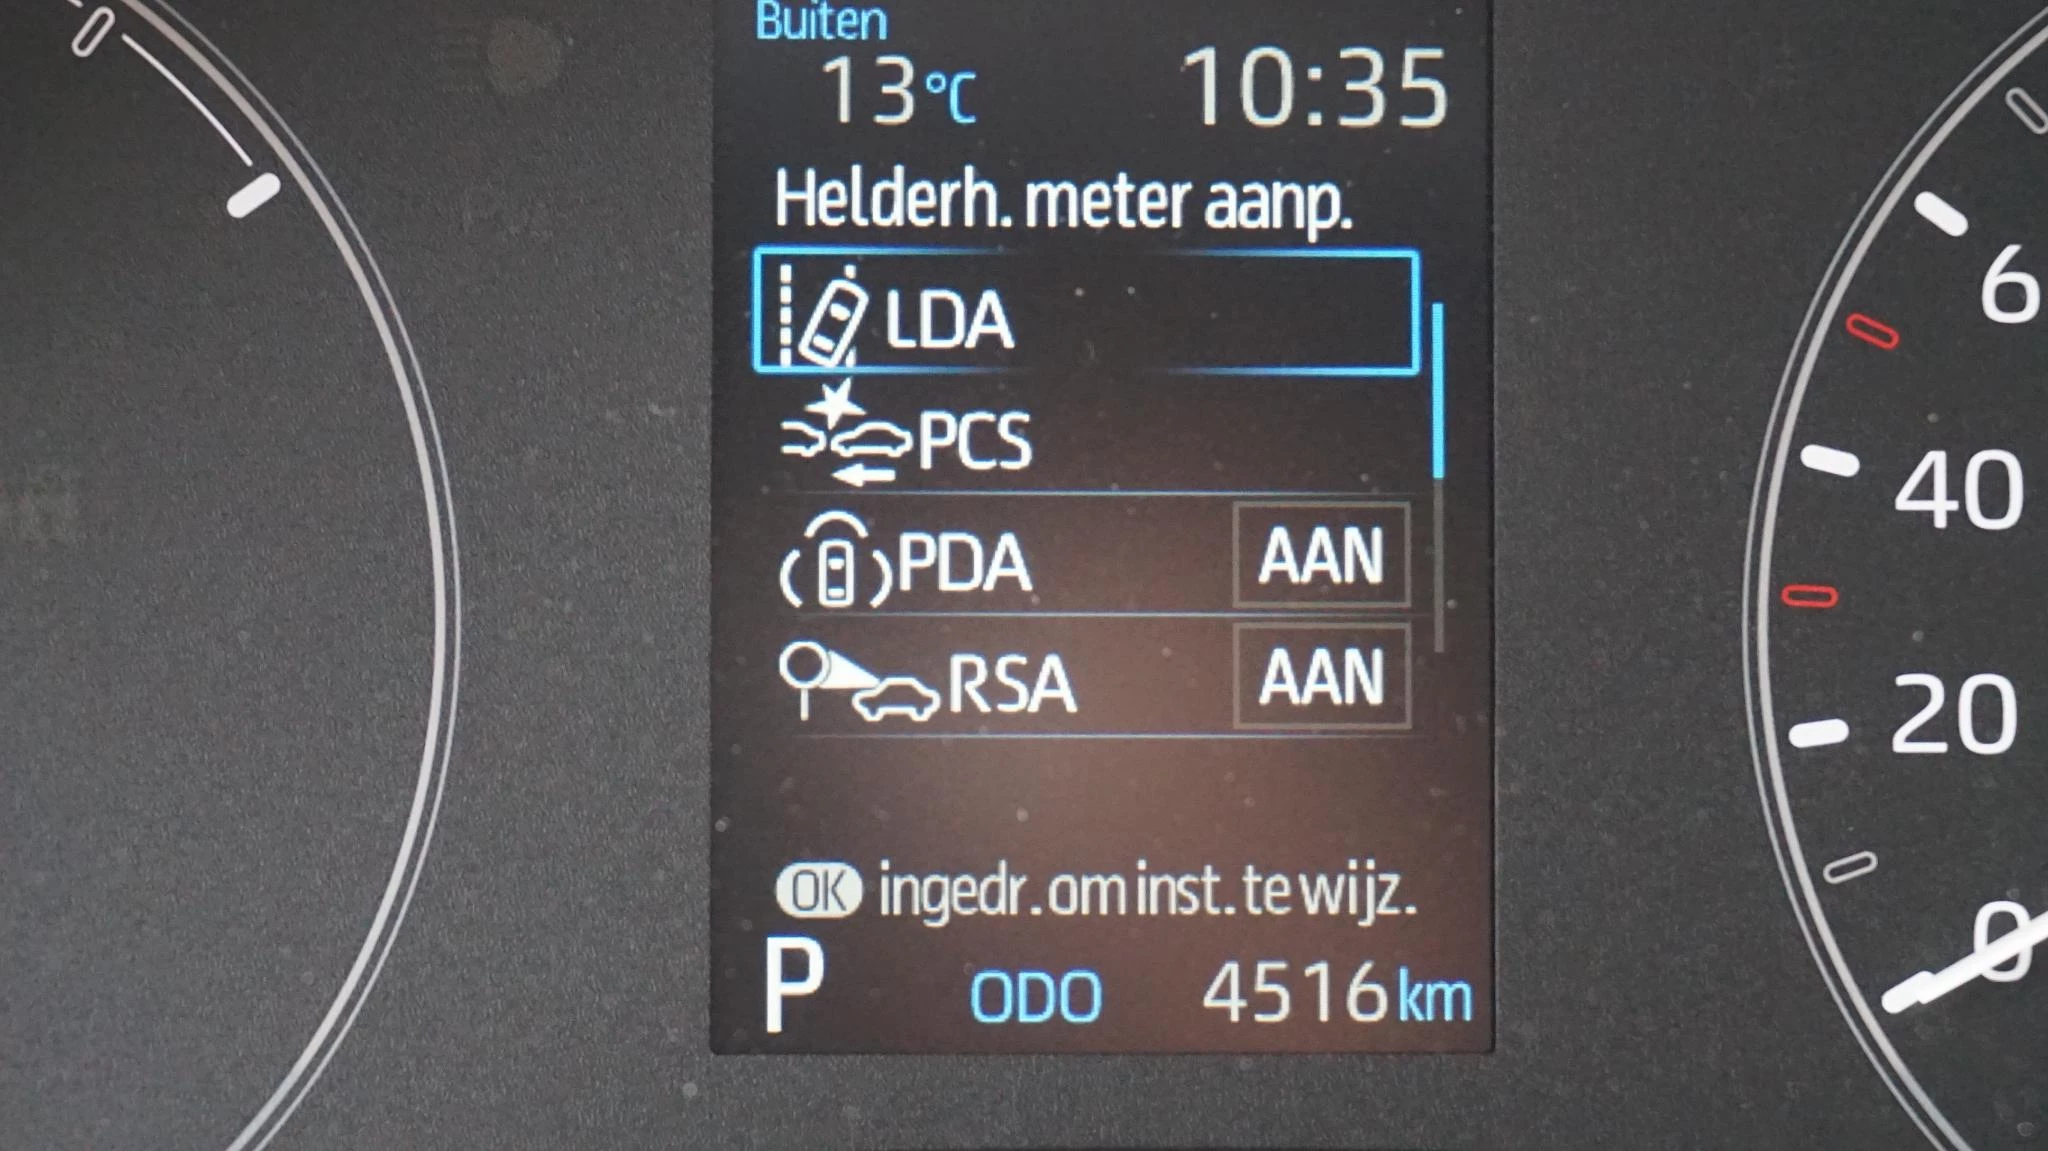 Buiten
13°C 10:35
Helderh. meter aanp.
LDA
PCS
PDA AAN
RSA AAN
OK ingedr. om inst. te wijz.
P ODO 4516 km
6
40
20
0